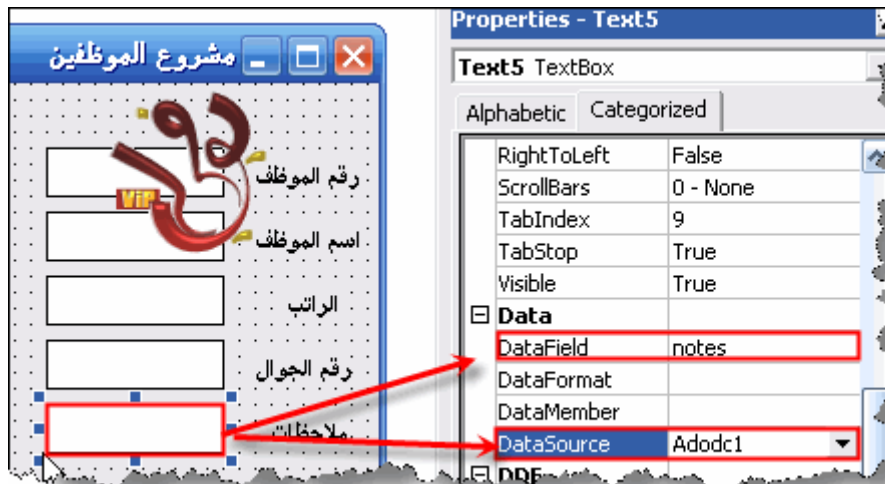 مشروع الموظفين
رقم الموظف
اسم الموظف
الراتب
رقم الجوال
ملاحظات
ViP
Properties - Text5
Text5 TextBox
Alphabetic Categorized
RightToLeft False
ScrollBars 0 - None
TabIndex 9
TabStop True
Visible True
Data
DataField notes
DataFormat
DataMember
DataSource Adodc1
DDE